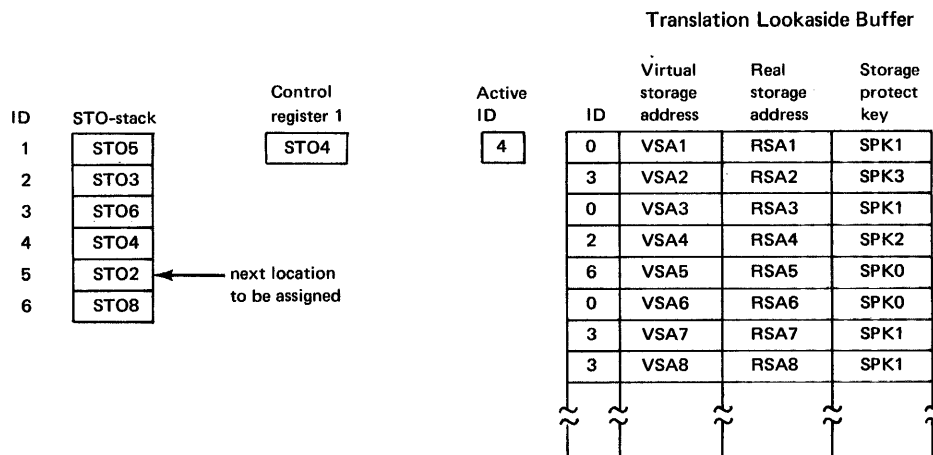 Translation Lookaside Buffer
ID STO-stack
Control register 1
Active ID
ID Virtual storage address Real storage address Storage protect key
1 STO5 STO4 4 0 VSA1 RSA1 SPK1
2 STO3 3 VSA2 RSA2 SPK3
3 STO6 0 VSA3 RSA3 SPK1
4 STO4 2 VSA4 RSA4 SPK2
5 STO2 next location to be assigned 6 VSA5 RSA5 SPK0
6 STO8 0 VSA6 RSA6 SPK0
3 VSA7 RSA7 SPK1
3 VSA8 RSA8 SPK1